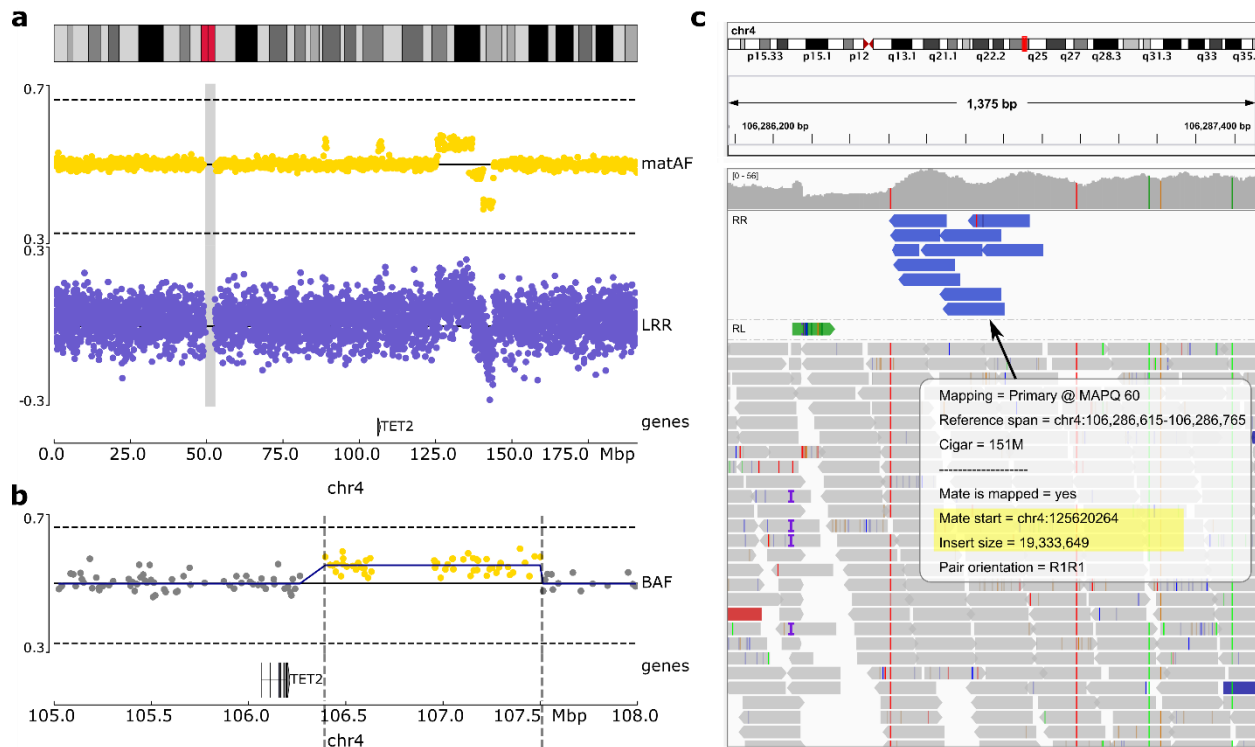 a
0.7
matAF
0.3
0.3
LRR
-0.3
TET2
genes
0.0 25.0 50.0 75.0 100.0 125.0 150.0 175.0 Mbp
chr4
b
0.7
BAF
0.3
genes
TET2
105.0 105.5 106.0 106.5 107.0 107.5 Mbp 108.0
chr4
c
chr4
p15.33 p15.1 p12 q13.1 q21.1 q22.2 q25 q27 q28.3 q31.3 q33 q35.
1,375 bp
106,286,200 bp 106,287,400 bp
[0 - 56]
RR
RL
Mapping = Primary @ MAPQ 60
Reference span = chr4:106,286,615-106,286,765
Cigar = 151M
--------------------
Mate is mapped = yes
Mate start = chr4:125620264
Insert size = 19,333,649
Pair orientation = R1R1